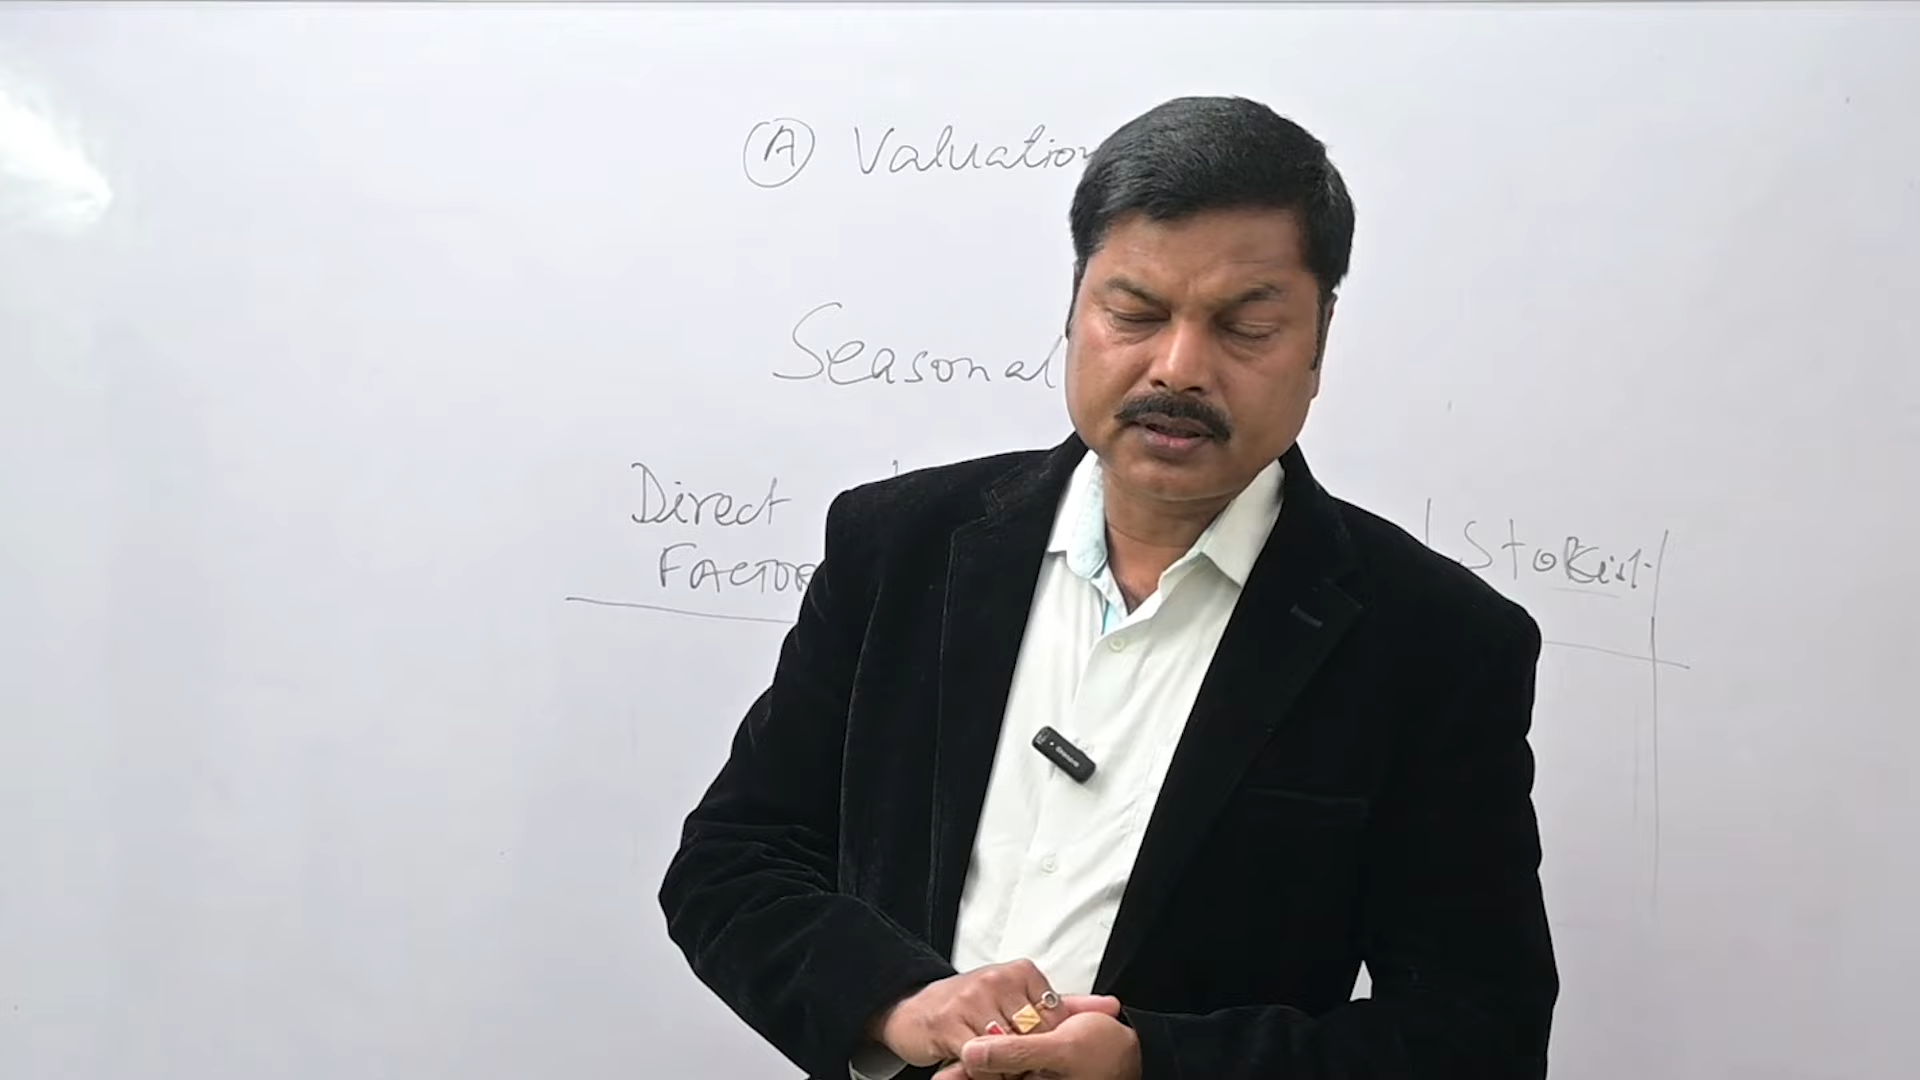 Ⓐ Valuation
Seasonal
Direct
FACTOR
Stokist